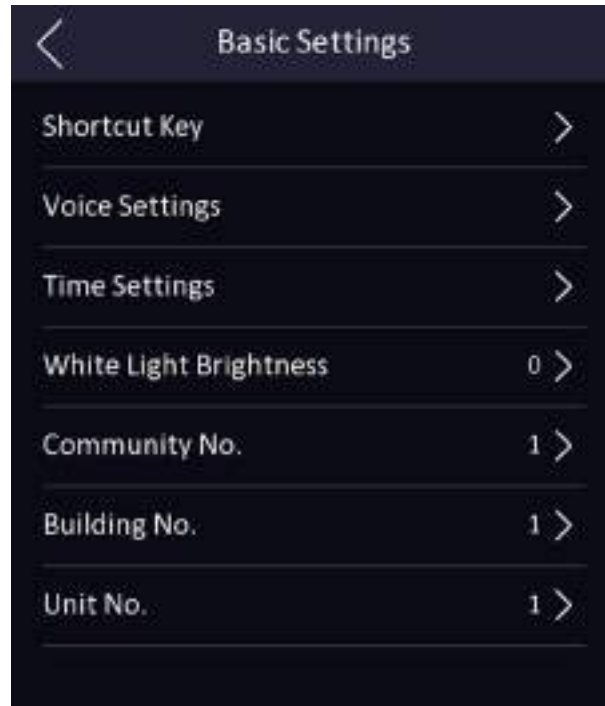 Basic Settings
Shortcut Key
Voice Settings
Time Settings
White Light Brightness 0
Community No. 1
Building No. 1
Unit No. 1